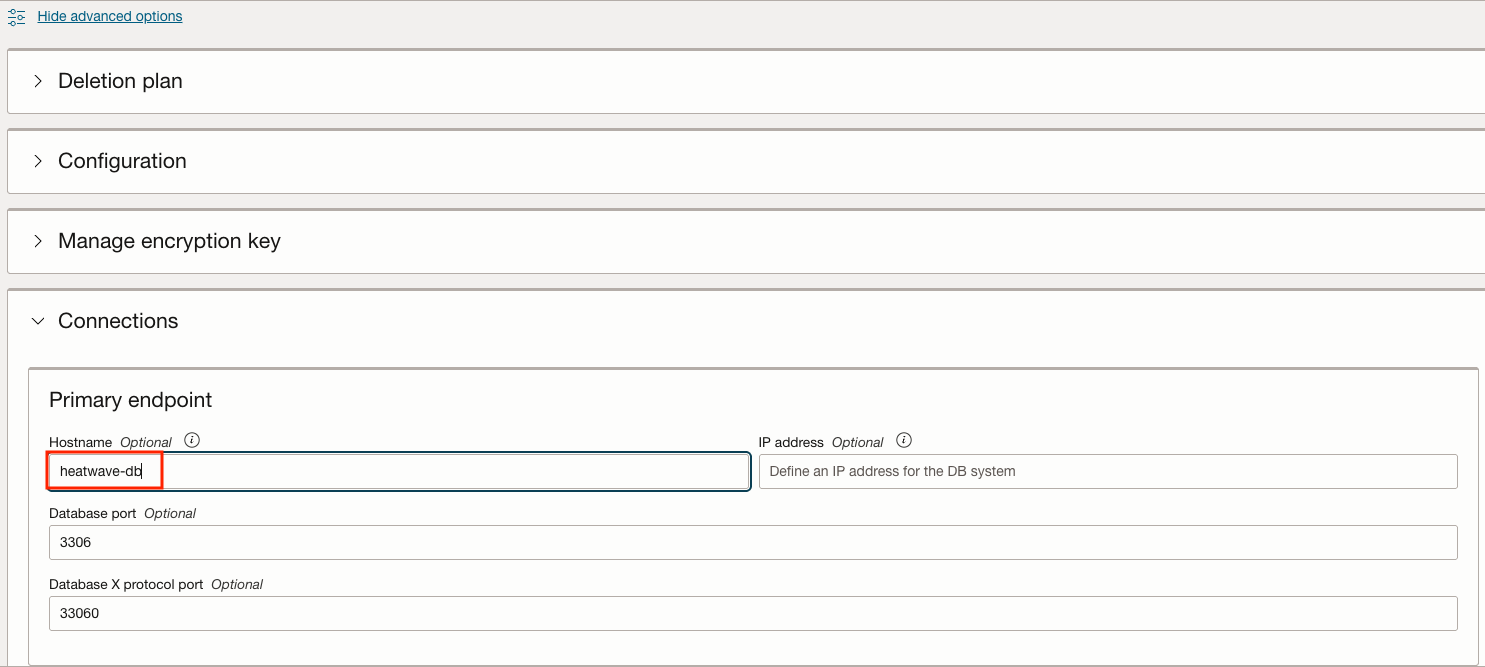 Hide advanced options
Deletion plan
Configuration
Manage encryption key
Connections
Primary endpoint
Hostname Optional
IP address Optional
heatwave-db
Define an IP address for the DB system
Database port Optional
3306
Database X protocol port Optional
33060